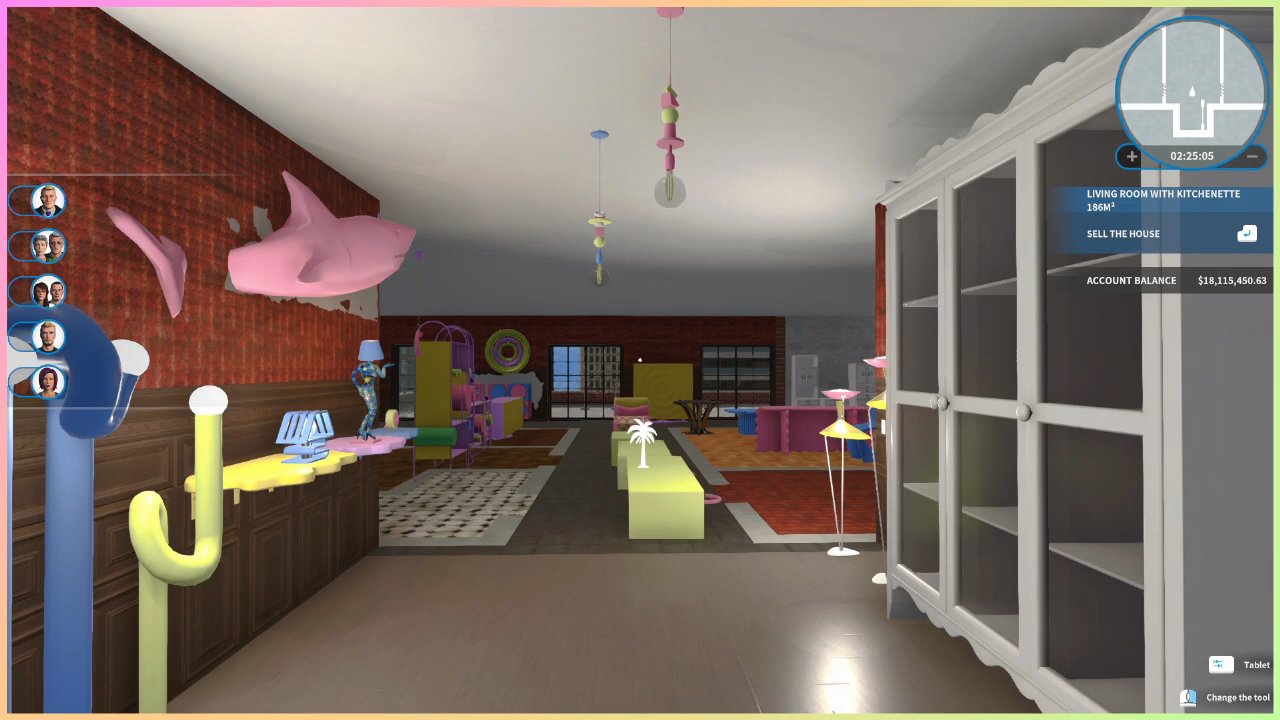 02:25:05
LIVING ROOM WITH KITCHENETTE
186M²
SELL THE HOUSE
ACCOUNT BALANCE $18,115,450.63
Tablet
Change the tool